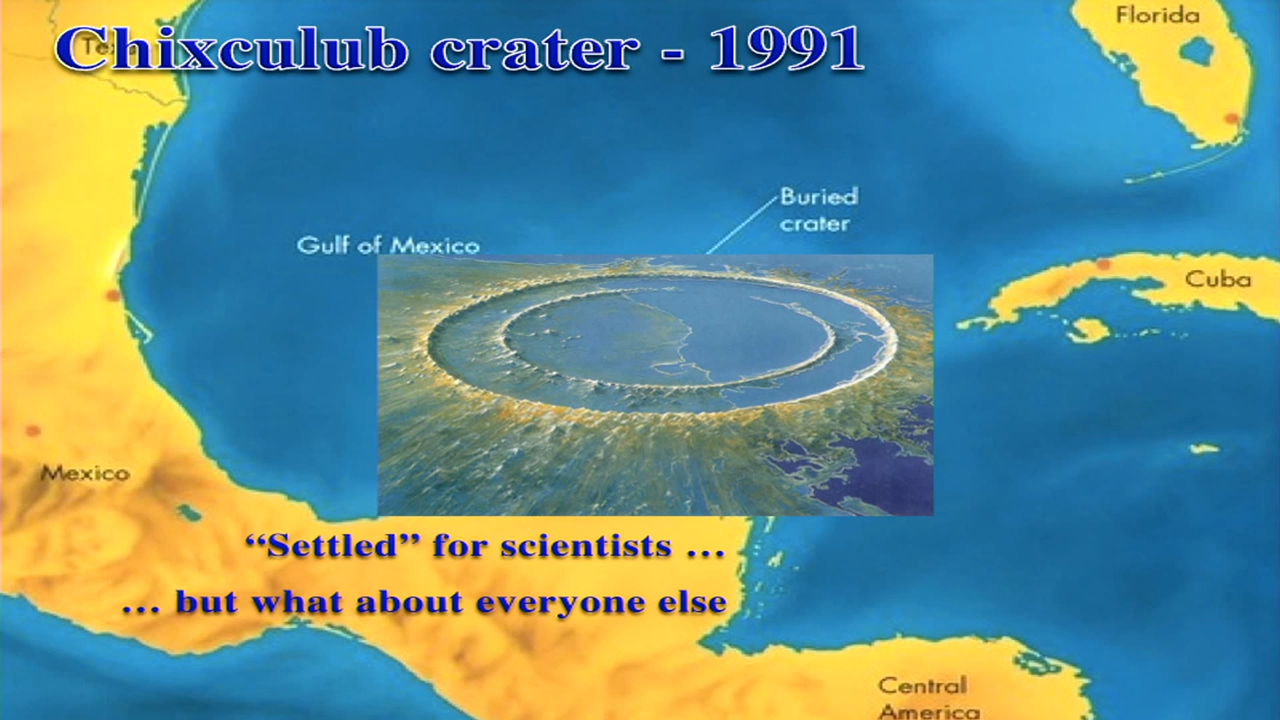 Chixculub crater - 1991
Florida
Buried
crater
Gulf of Mexico
Cuba
Mexico
“Settled” for scientists …
… but what about everyone else
Central
America